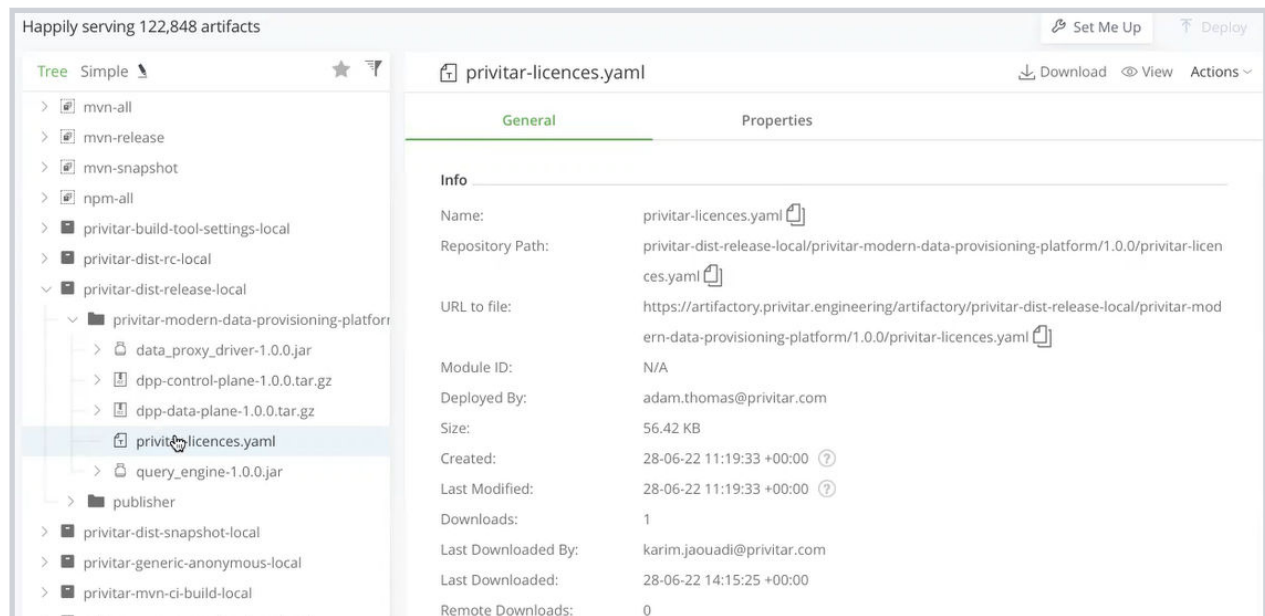 Happily serving 122,848 artifacts
Set Me Up
Deploy
Tree Simple
mvn-all
mvn-release
mvn-snapshot
npm-all
privitar-build-tool-settings-local
privitar-dist-rc-local
privitar-dist-release-local
privitar-modern-data-provisioning-platform
data_proxy_driver-1.0.0.jar
dpp-control-plane-1.0.0.tar.gz
dpp-data-plane-1.0.0.tar.gz
privitar-licences.yaml
query_engine-1.0.0.jar
publisher
privitar-dist-snapshot-local
privitar-generic-anonymous-local
privitar-mvn-ci-build-local
privitar-licences.yaml
Download View Actions
General Properties
Info
Name: privitar-licences.yaml
Repository Path: privitar-dist-release-local/privitar-modern-data-provisioning-platform/1.0.0/privitar-licen
ces.yaml
URL to file: https://artifactory.privitar.engineering/artifactory/privitar-dist-release-local/privitar-mod
ern-data-provisioning-platform/1.0.0/privitar-licences.yaml
Module ID: N/A
Deployed By: adam.thomas@privitar.com
Size: 56.42 KB
Created: 28-06-22 11:19:33 +00:00
Last Modified: 28-06-22 11:19:33 +00:00
Downloads: 1
Last Downloaded By: karim.jaouadi@privitar.com
Last Downloaded: 28-06-22 14:15:25 +00:00
Remote Downloads: 0